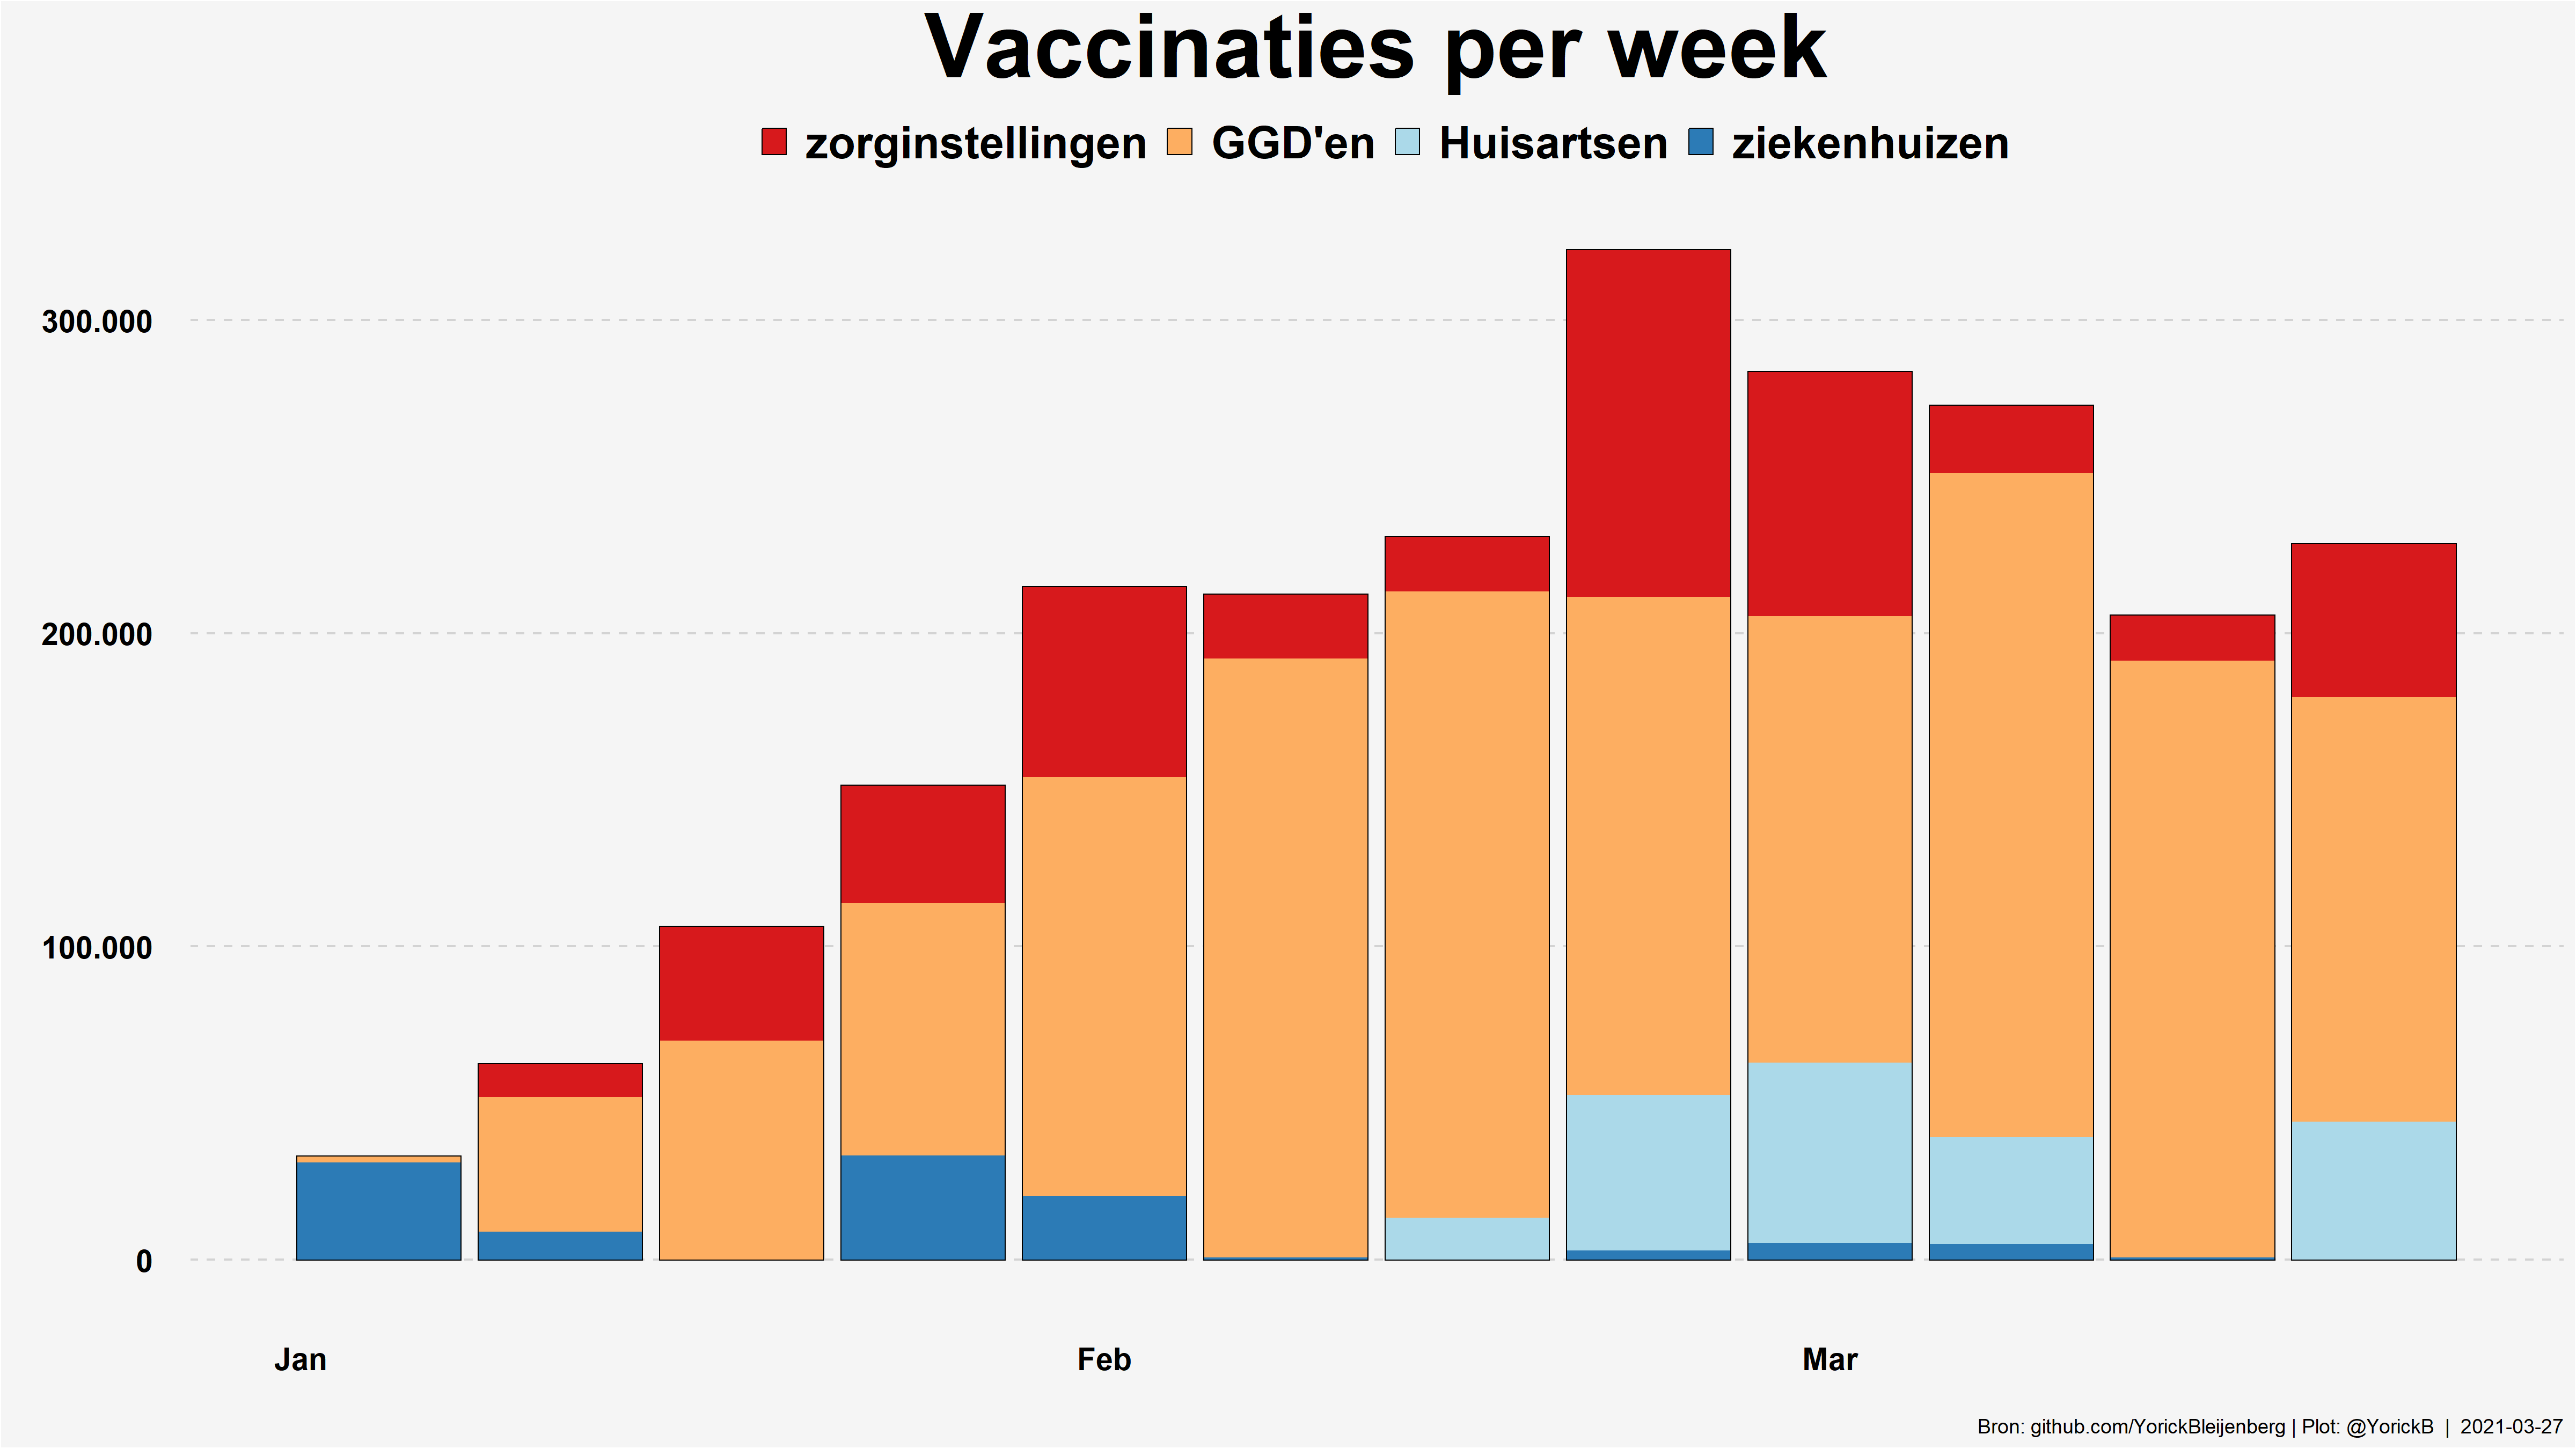 Vaccinaties per week
zorginstellingen GGD'en Huisartsen ziekenhuizen
300.000
200.000
100.000
0
Jan Feb Mar
Bron: github.com/YorickBleijenberg | Plot: @YorickB | 2021-03-27